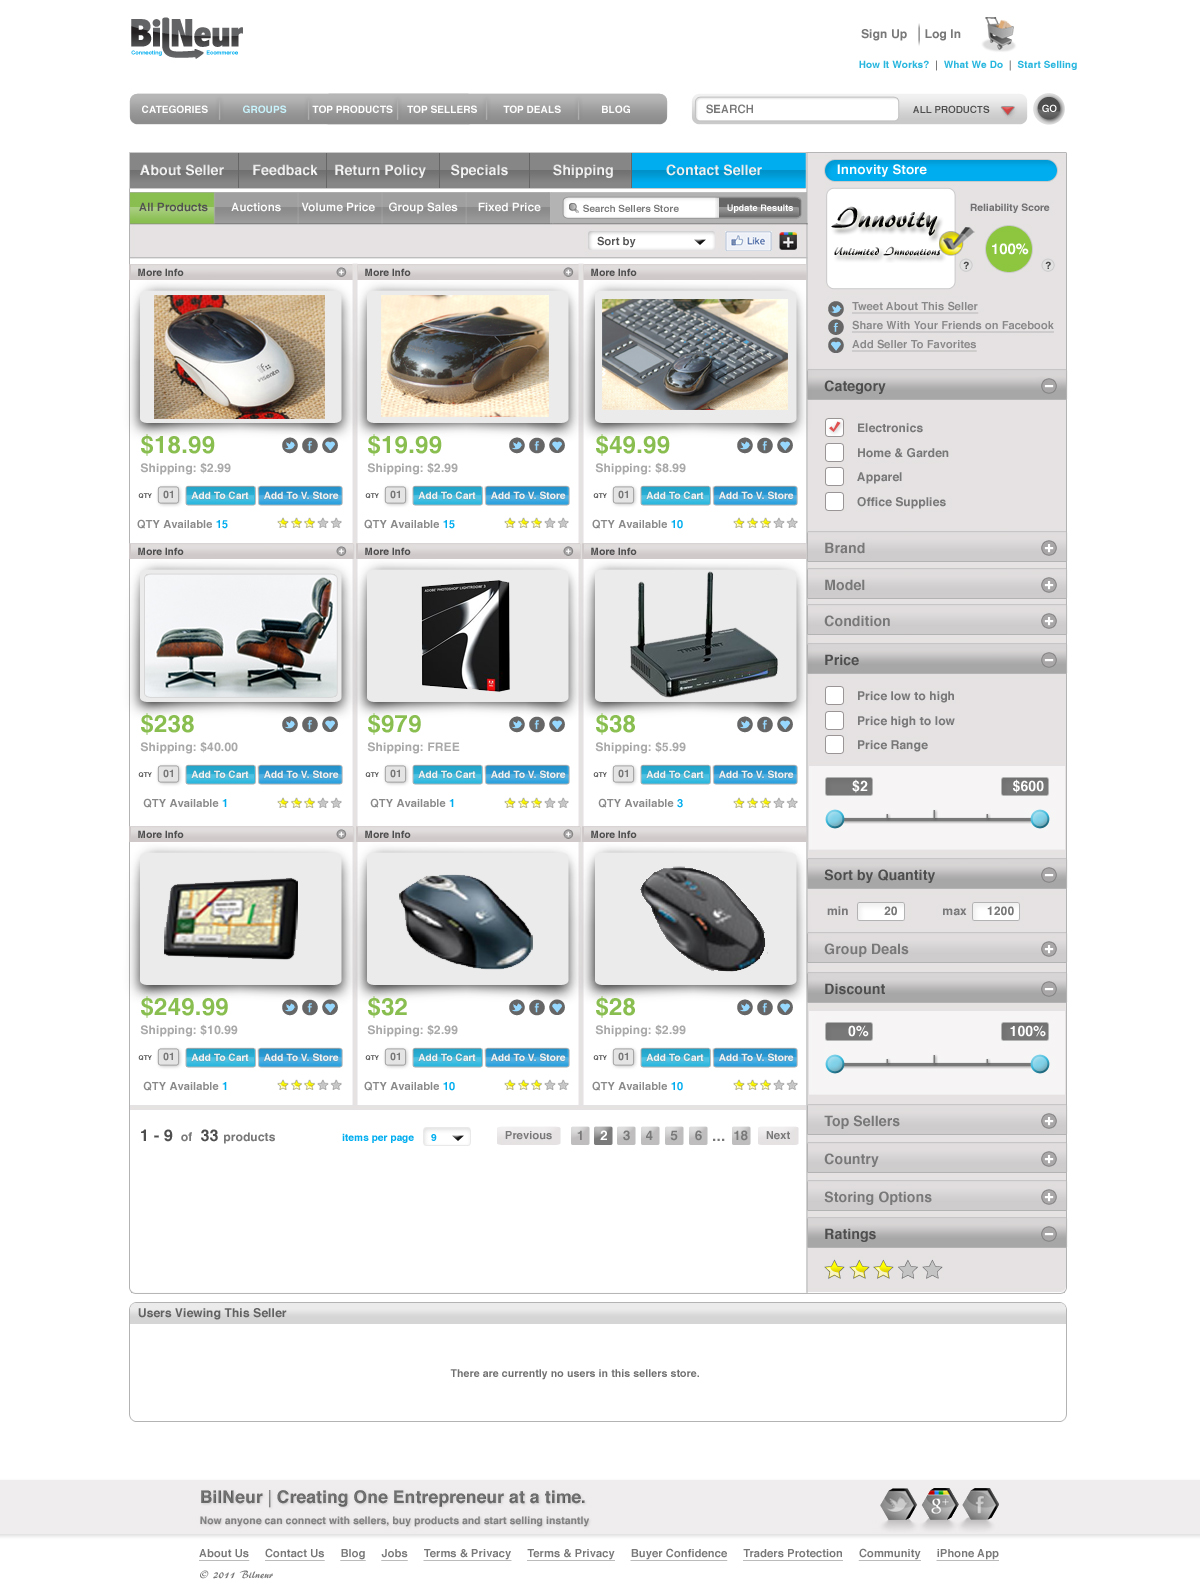 BilNeur
Connecting Ecommerce
Sign Up | Log In
How It Works? | What We Do | Start Selling
CATEGORIES GROUPS TOP PRODUCTS TOP SELLERS TOP DEALS BLOG
SEARCH ALL PRODUCTS GO
About Seller Feedback Return Policy Specials Shipping Contact Seller
All Products Auctions Volume Price Group Sales Fixed Price Search Sellers Store Update Results
Sort by Like
More Info More Info More Info
$18.99 $19.99 $49.99
Shipping: $2.99 Shipping: $2.99 Shipping: $8.99
QTY 01 Add To Cart Add To V. Store QTY 01 Add To Cart Add To V. Store QTY 01 Add To Cart Add To V. Store
QTY Available 15 QTY Available 15 QTY Available 10
More Info More Info More Info
ADOBE PHOTOSHOP LIGHTROOM 3
TRENDNET
$238 $979 $38
Shipping: $40.00 Shipping: FREE Shipping: $5.99
QTY 01 Add To Cart Add To V. Store QTY 01 Add To Cart Add To V. Store QTY 01 Add To Cart Add To V. Store
QTY Available 1 QTY Available 1 QTY Available 3
More Info More Info More Info
$249.99 $32 $28
Shipping: $10.99 Shipping: $2.99 Shipping: $2.99
QTY 01 Add To Cart Add To V. Store QTY 01 Add To Cart Add To V. Store QTY 01 Add To Cart Add To V. Store
QTY Available 1 QTY Available 10 QTY Available 10
1 - 9 of 33 products items per page 9 Previous 1 2 3 4 5 6 ... 18 Next
Innovity Store
Innovity
Unlimited Innovations
Reliability Score
100%
? ?
Tweet About This Seller
Share With Your Friends on Facebook
Add Seller To Favorites
Category
Electronics
Home & Garden
Apparel
Office Supplies
Brand
Model
Condition
Price
Price low to high
Price high to low
Price Range
$2 $600
Sort by Quantity
min 20 max 1200
Group Deals
Discount
0% 100%
Top Sellers
Country
Storing Options
Ratings
Users Viewing This Seller
There are currently no users in this sellers store.
BilNeur | Creating One Entrepreneur at a time.
Now anyone can connect with sellers, buy products and start selling instantly
About Us Contact Us Blog Jobs Terms & Privacy Terms & Privacy Buyer Confidence Traders Protection Community iPhone App
© 2011 Bilneur